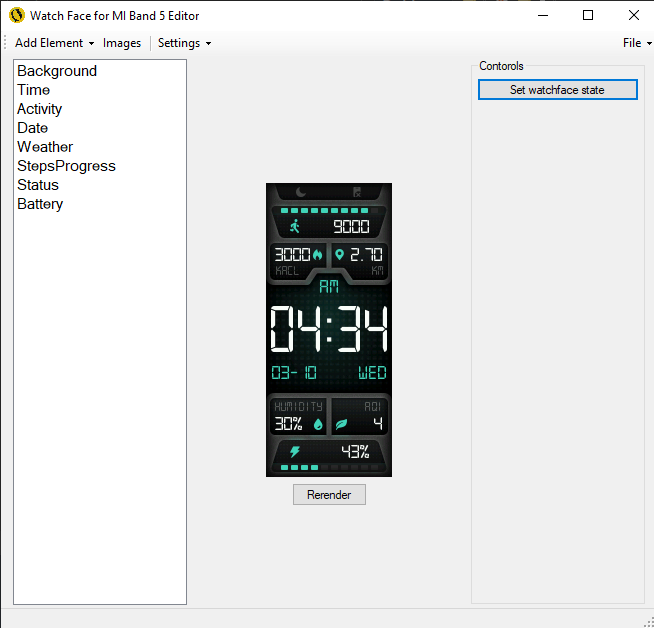 Watch Face for MI Band 5 Editor
Add Element Images Settings File
Background
Time
Activity
Date
Weather
StepsProgress
Status
Battery
Contorols
Set watchface state
9000
3000 2.70
KACL KM
AM
04:34
03-10 WED
HUMIDITY AQI
30% 4
43%
Rerender